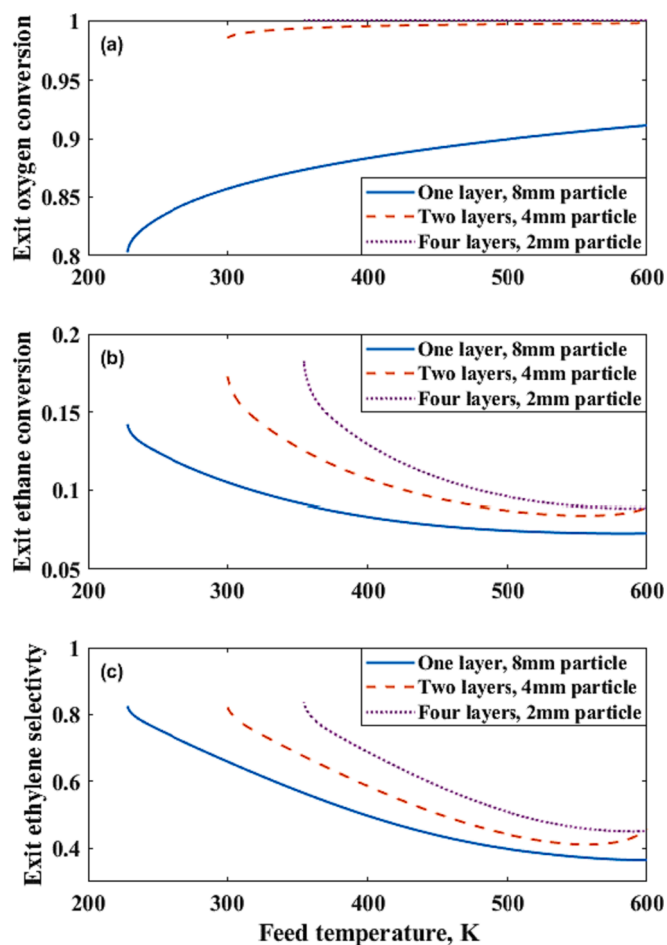 1
(a)
0.95
0.9
0.85
0.8
Exit oxygen conversion
One layer, 8mm particle
Two layers, 4mm particle
Four layers, 2mm particle
200 300 400 500 600
0.2
(b)
0.15
0.1
0.05
Exit ethane conversion
One layer, 8mm particle
Two layers, 4mm particle
Four layers, 2mm particle
200 300 400 500 600
1
(c)
0.8
0.6
0.4
Exit ethylene selectivty
One layer, 8mm particle
Two layers, 4mm particle
Four layers, 2mm particle
200 300 400 500 600
Feed temperature, K